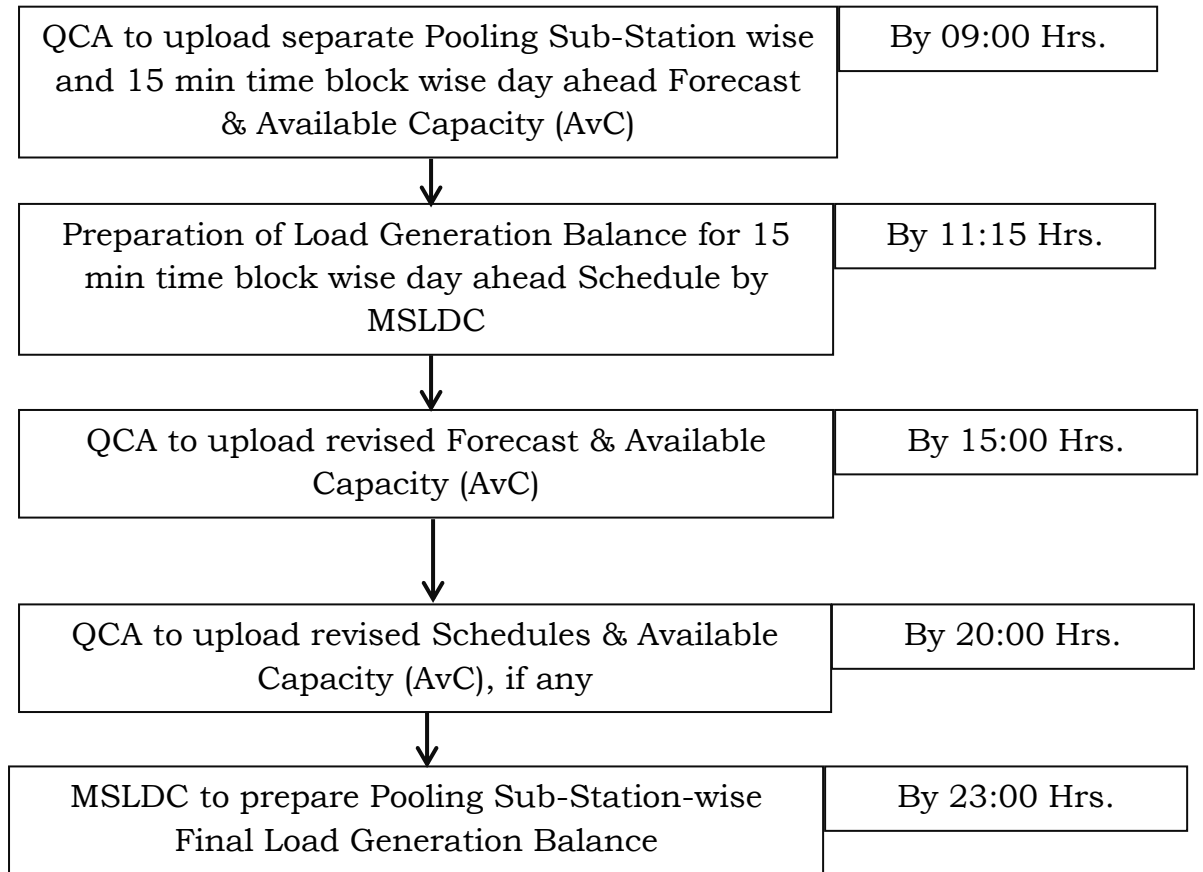 QCA to upload separate Pooling Sub-Station wise
and 15 min time block wise day ahead Forecast
& Available Capacity (AvC)
By 09:00 Hrs.
Preparation of Load Generation Balance for 15
min time block wise day ahead Schedule by
MSLDC
By 11:15 Hrs.
QCA to upload revised Forecast & Available
Capacity (AvC)
By 15:00 Hrs.
QCA to upload revised Schedules & Available
Capacity (AvC), if any
By 20:00 Hrs.
MSLDC to prepare Pooling Sub-Station-wise
Final Load Generation Balance
By 23:00 Hrs.